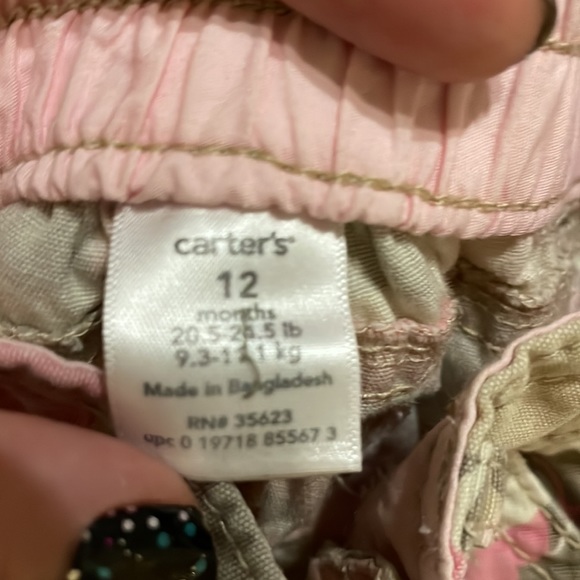 carter's®
12
months
20.5-24.5 lb
9.3-11.1 kg
Made in Bangladesh
RN# 35623
upc 0 19718 85567 3